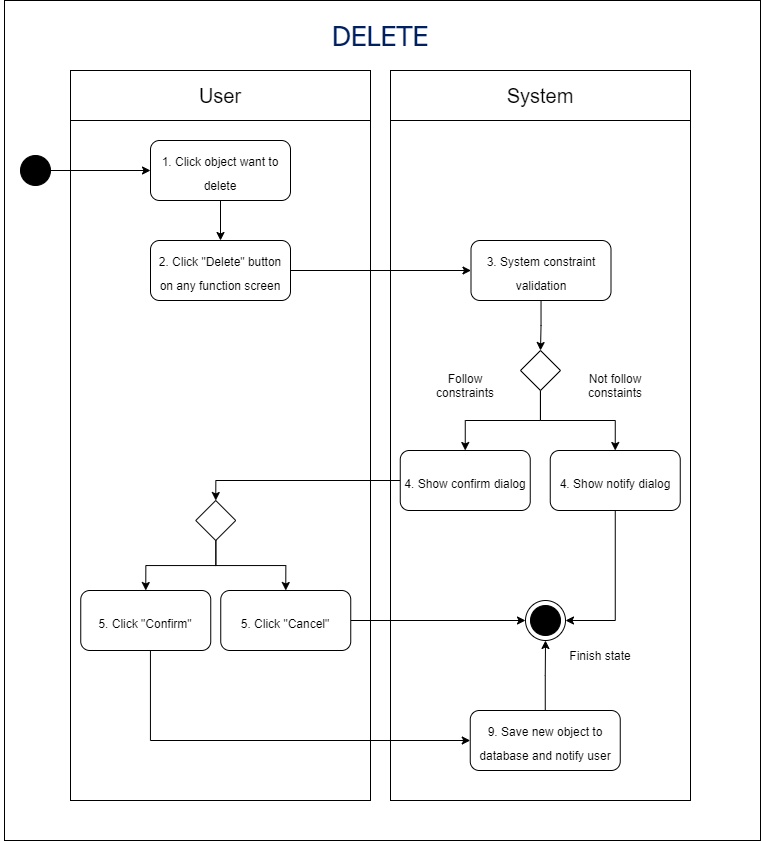 DELETE
User
System
1. Click object want to
delete
2. Click "Delete" button
on any function screen
3. System constraint
validation
Follow
constraints
Not follow
constaints
4. Show confirm dialog
4. Show notify dialog
5. Click "Confirm"
5. Click "Cancel"
Finish state
9. Save new object to
database and notify user